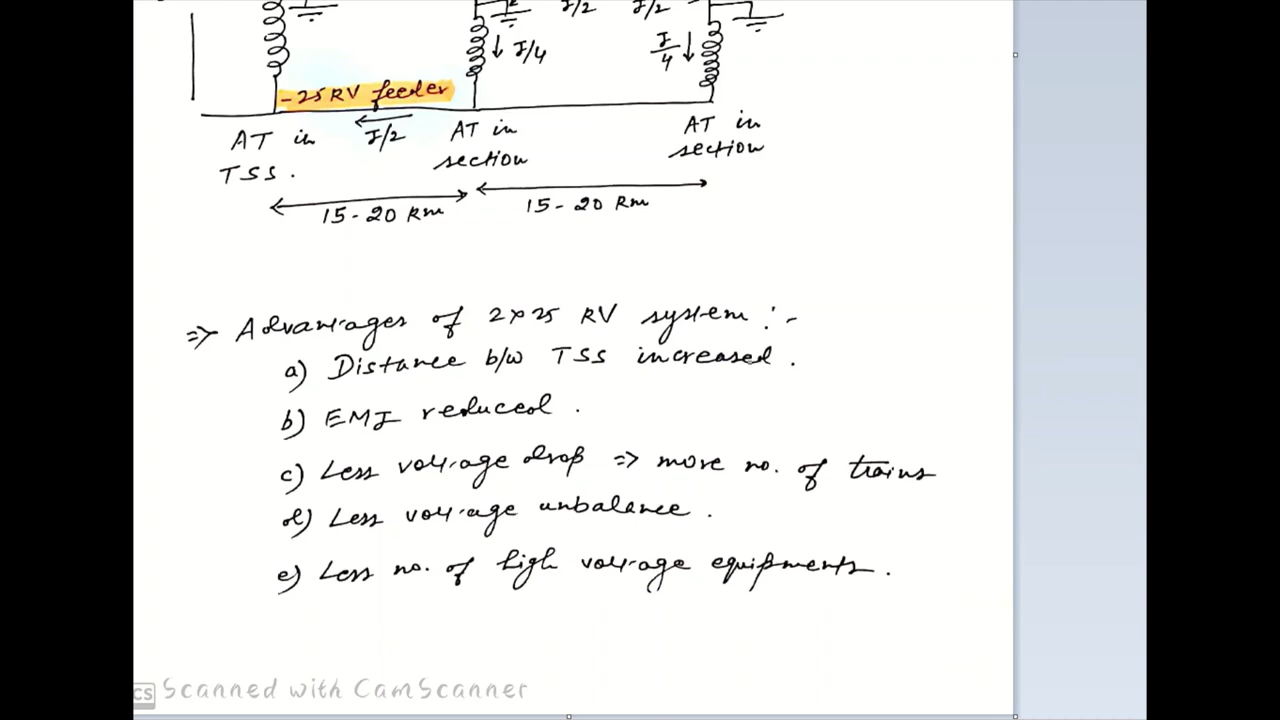 I/2 I/2
I/4
I/4
-25 KV feeder
I/2
AT in TSS.
AT in section
AT in section
15-20 Km
15-20 Km
⇒ Advantages of 2x25 KV system :-
a) Distance b/w TSS increased.
b) EMI reduced.
c) Less voltage drop ⇒ more no. of trains
d) Less voltage unbalance.
e) Less no. of high voltage equipments.
CS Scanned with CamScanner